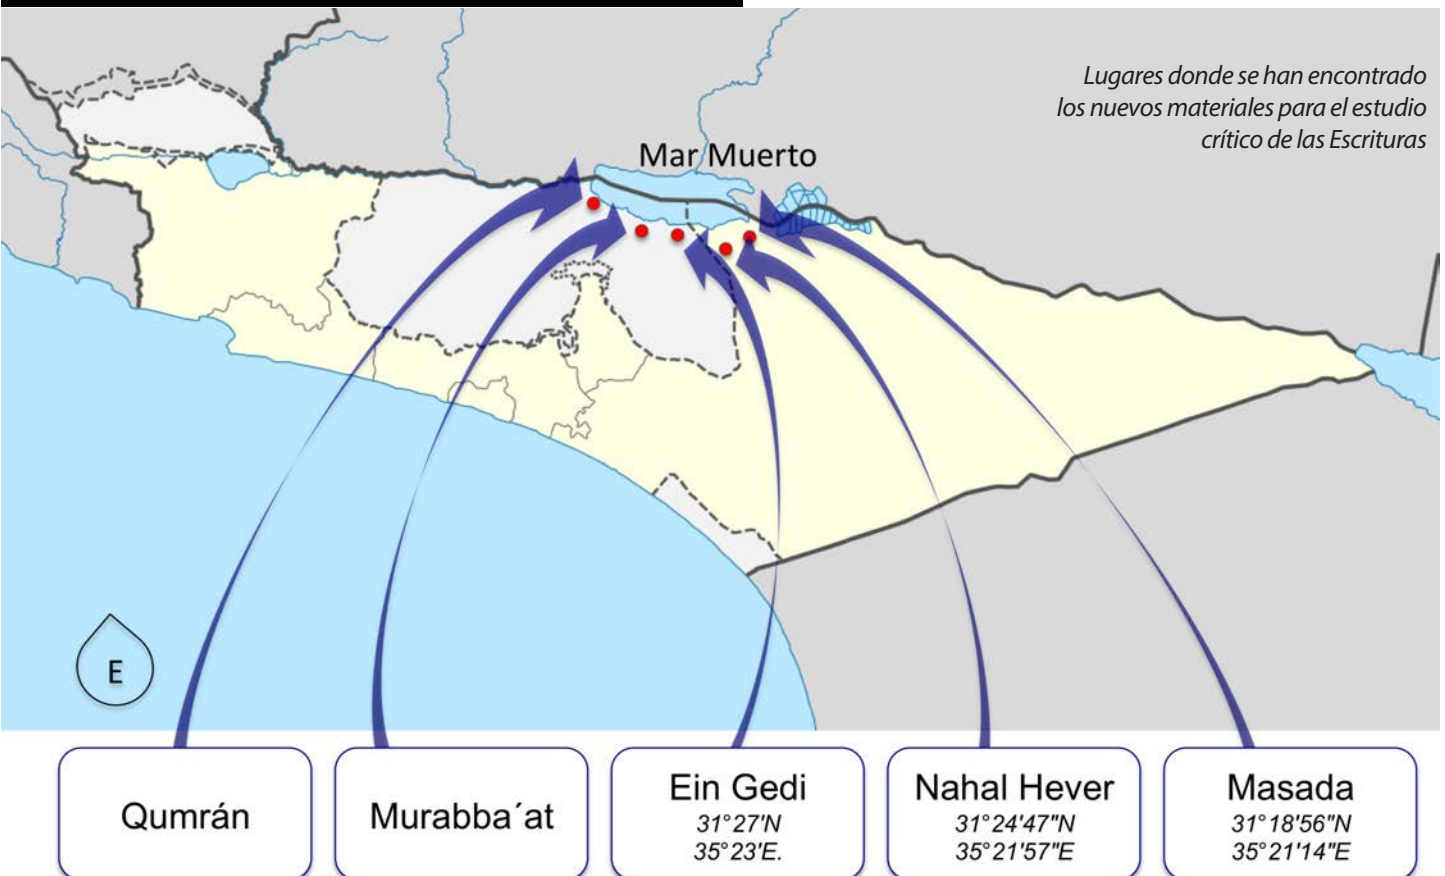 Lugares donde se han encontrado
los nuevos materiales para el estudio
crítico de las Escrituras
Mar Muerto
E
Qumrán
Murabba´at
Ein Gedi
31°27'N
35°23'E.
Nahal Hever
31°24'47"N
35°21'57"E
Masada
31°18'56"N
35°21'14"E